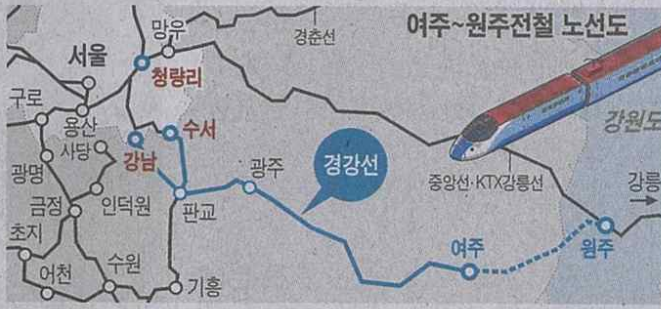 여주~원주전철 노선도
망우
경춘선
서울
청량리
구로
용산
사당
수서
강남
강원도
광명
광주
경강선
중앙선·KTX강릉선
강릉
금정
인덕원
판교
초지
여주
원주
어천
수원
기흥